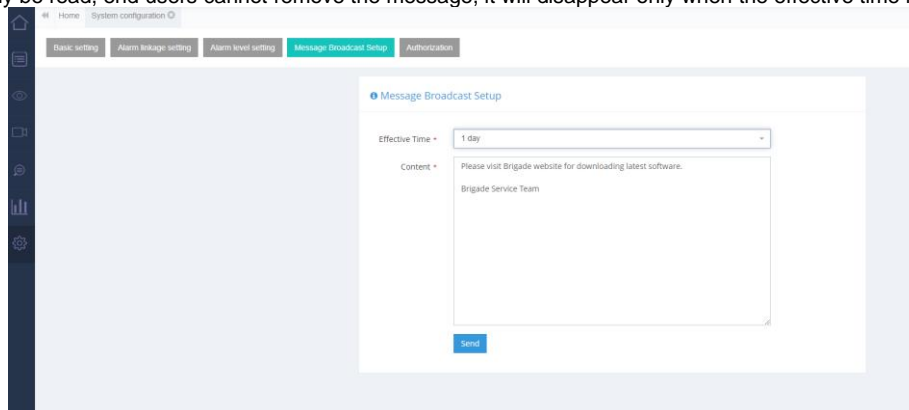 be read, end users cannot remove the message, it will disappear only when the effective time
Home System configuration
Basic setting Alarm linkage setting Alarm level setting Message Broadcast Setup Authorization
Message Broadcast Setup
Effective Time * 1 day
Content * Please visit Brigade website for downloading latest software.
Brigade Service Team
Send